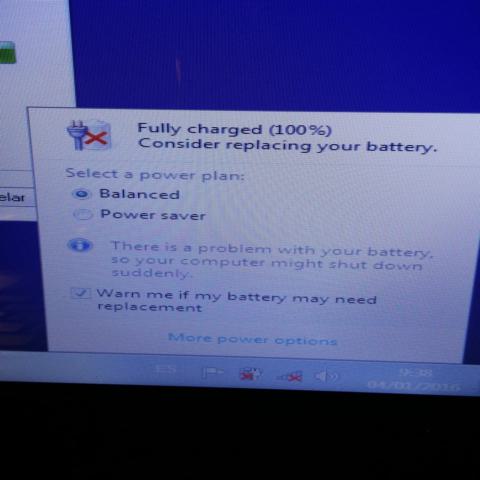 Fully charged (100%)
Consider replacing your battery.
Select a power plan:
Balanced
Power saver
elar
There is a problem with your battery,
so your computer might shut down
suddenly.
Warn me if my battery may need
replacement
More power options
ES
9:38
04/01/2016